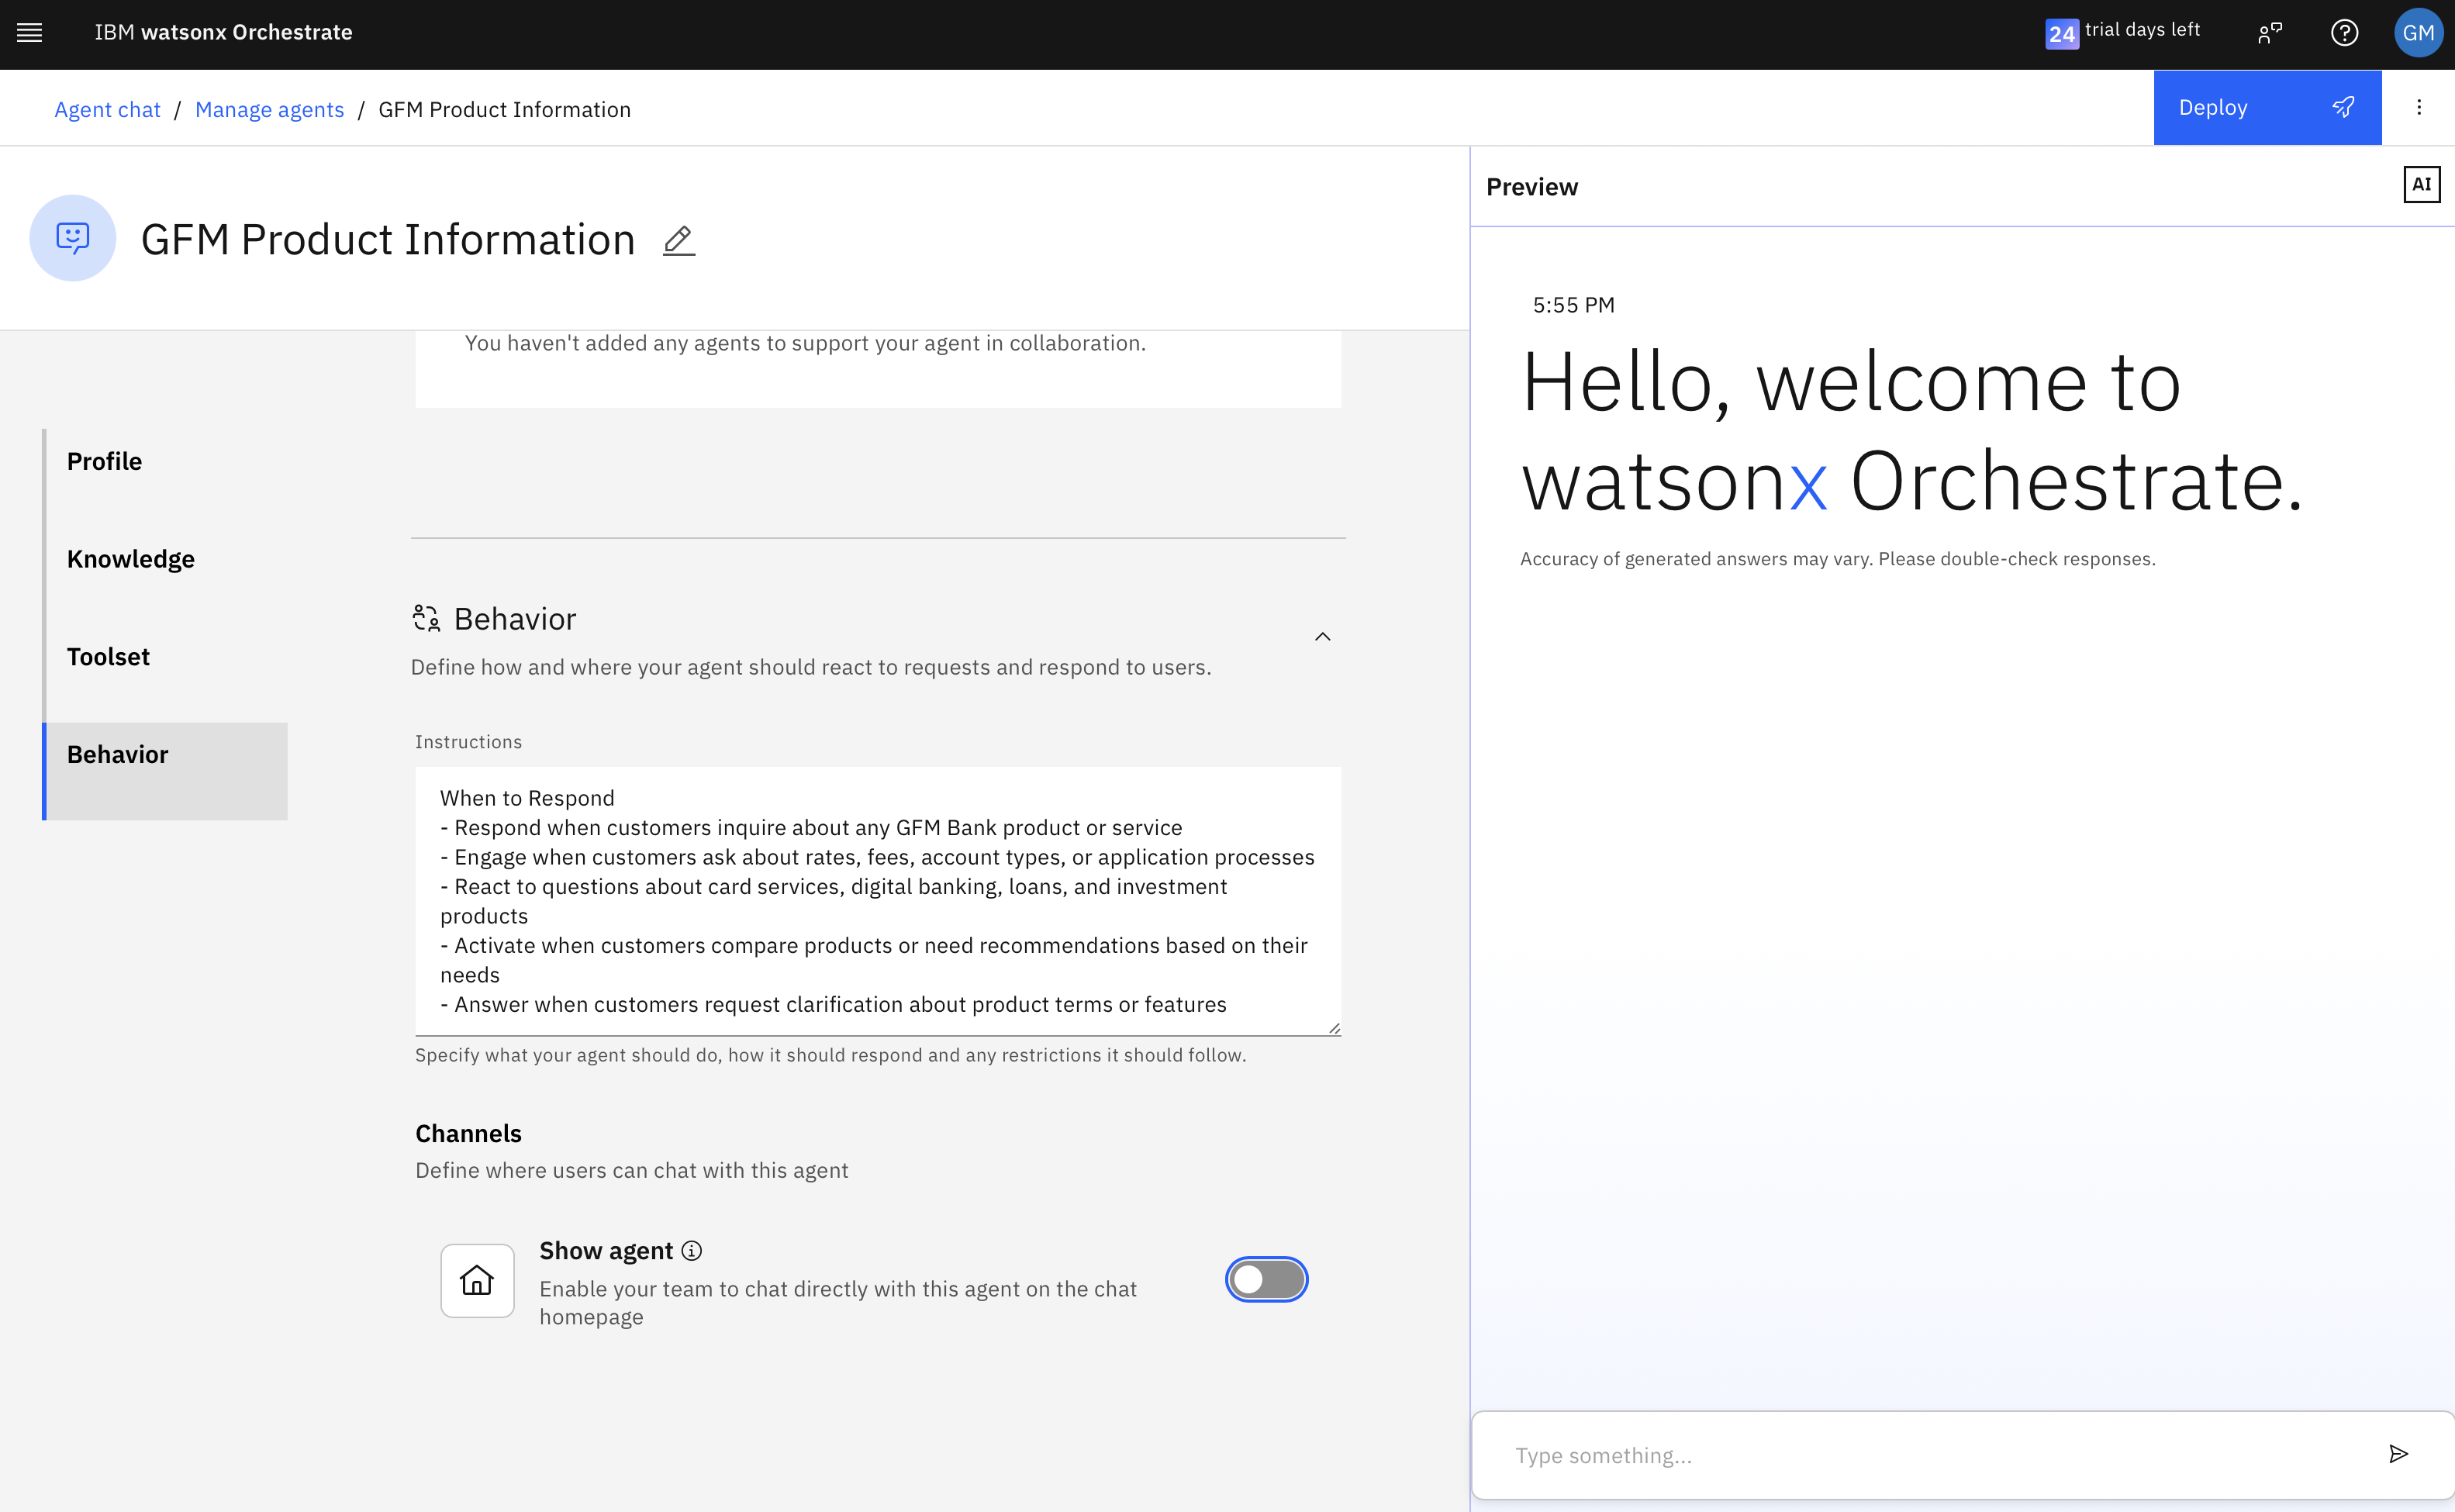 IBM watsonx Orchestrate
24 trial days left
GM
Agent chat / Manage agents / GFM Product Information
Deploy
GFM Product Information
You haven't added any agents to support your agent in collaboration.
Profile
Knowledge
Toolset
Behavior
Behavior
Define how and where your agent should react to requests and respond to users.
Instructions
When to Respond
- Respond when customers inquire about any GFM Bank product or service
- Engage when customers ask about rates, fees, account types, or application processes
- React to questions about card services, digital banking, loans, and investment
products
- Activate when customers compare products or need recommendations based on their
needs
- Answer when customers request clarification about product terms or features
Specify what your agent should do, how it should respond and any restrictions it should follow.
Channels
Define where users can chat with this agent
Show agent
Enable your team to chat directly with this agent on the chat
homepage
Preview
AI
5:55 PM
Hello, welcome to
watsonx Orchestrate.
Accuracy of generated answers may vary. Please double-check responses.
Type something...